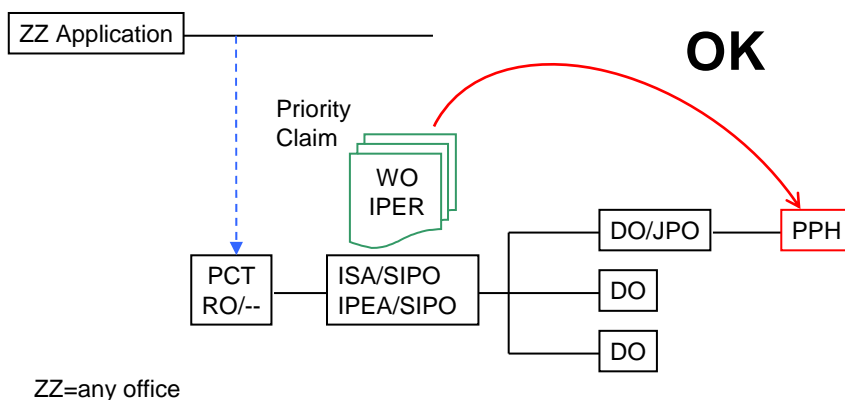 ZZ Application
OK
Priority
Claim
WO
IPER
DO/JPO
PPH
PCT
RO/--
ISA/SIPO
IPEA/SIPO
DO
DO
ZZ=any office